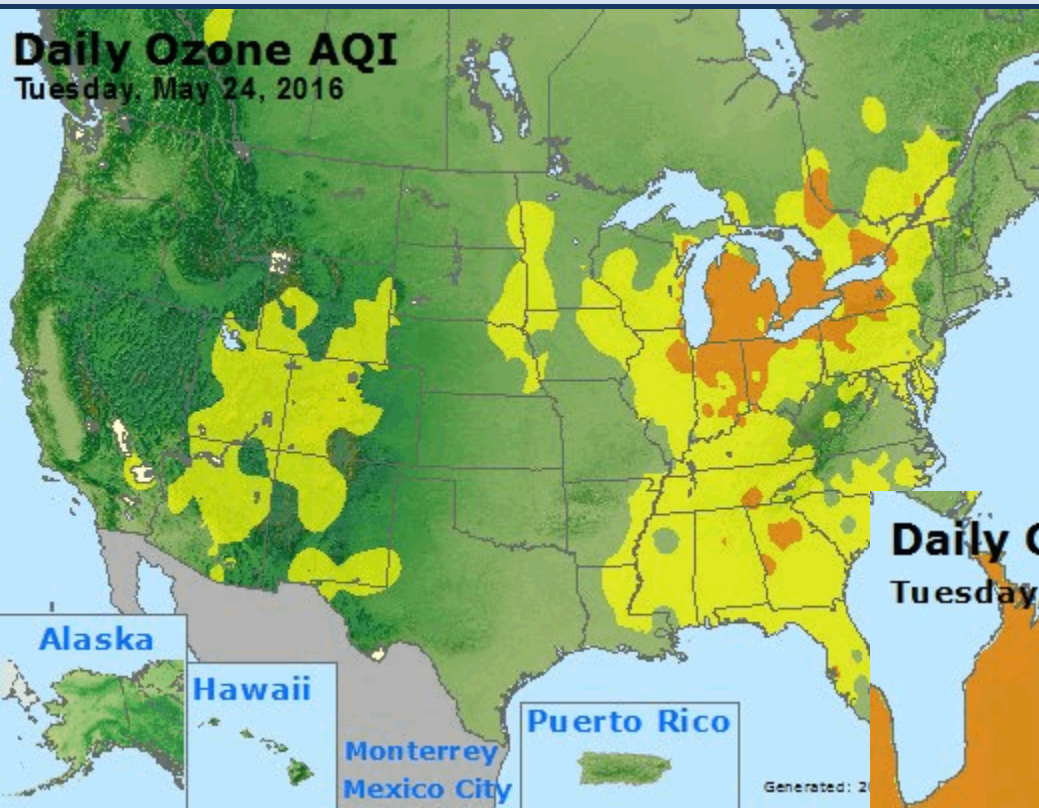 Daily Ozone AQI
Tuesday, May 24, 2016
Daily
Tuesday
Alaska
Hawaii
Puerto Rico
Monterrey
Mexico City
Generated: